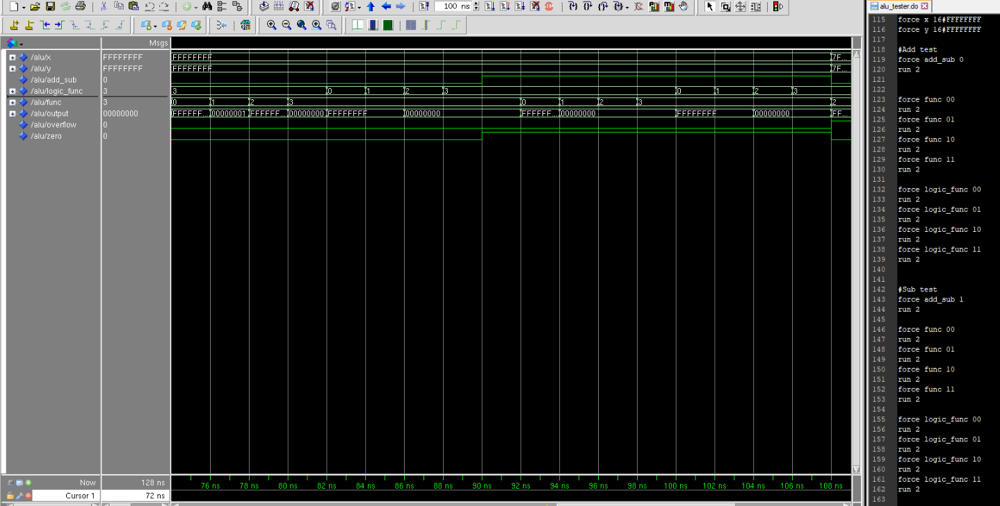 100 ns
alu_tester.do
Msgs
/alu/x FFFFFFFF FFFFFFFF 7F...
/alu/y FFFFFFFF FFFFFFFF 7F...
/alu/add_sub 0
/alu/logic_func 3 3 0 1 2 3 0 1 2 3
/alu/func 3 0 1 2 3 0 1 2 3 2
/alu/output 00000000 FFFFFF... 00000001 FFFFFF... 00000000 FFFFFFFF 00000000 FFFFFF... 00000000 FFFFFFFF 00000000 FF...
/alu/overflow 0
/alu/zero 0
Now 128 ns
76 ns 78 ns 80 ns 82 ns 84 ns 86 ns 88 ns 90 ns 92 ns 94 ns 96 ns 98 ns 100 ns 102 ns 104 ns 106 ns 108 ns
Cursor 1 72 ns
115 force x 16#FFFFFFFF
116 force y 16#FFFFFFFF
117
118 #Add test
119 force add_sub 0
120 run 2
121
122
123 force func 00
124 run 2
125 force func 01
126 run 2
127 force func 10
128 run 2
129 force func 11
130 run 2
131
132 force logic_func 00
133 run 2
134 force logic_func 01
135 run 2
136 force logic_func 10
137 run 2
138 force logic_func 11
139 run 2
140
141
142 #Sub test
143 force add_sub 1
144 run 2
145
146 force func 00
147 run 2
148 force func 01
149 run 2
150 force func 10
151 run 2
152 force func 11
153 run 2
154
155 force logic_func 00
156 run 2
157 force logic_func 01
158 run 2
159 force logic_func 10
160 run 2
161 force logic_func 11
162 run 2
163